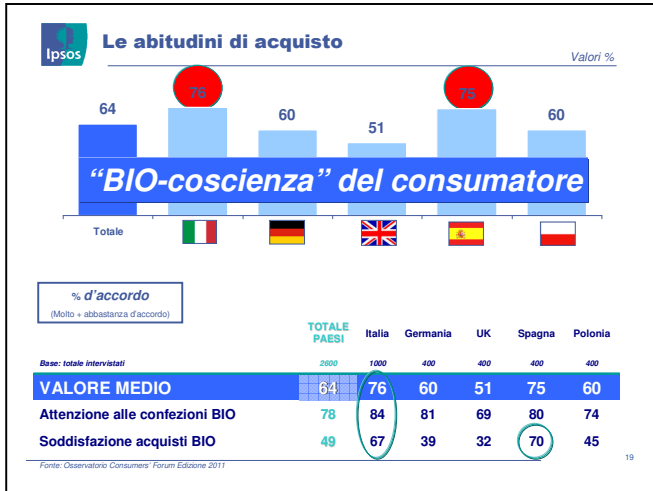 Ipsos
Le abitudini di acquisto
Valori %
64 76 60 51 75 60
“BIO-coscienza” del consumatore
Totale
% d’accordo
(Molto + abbastanza d’accordo)
TOTALE PAESI Italia Germania UK Spagna Polonia
Base: totale intervistati 2600 1000 400 400 400 400
VALORE MEDIO 64 76 60 51 75 60
Attenzione alle confezioni BIO 78 84 81 69 80 74
Soddisfazione acquisti BIO 49 67 39 32 70 45
19
Fonte: Osservatorio Consumers’ Forum Edizione 2011